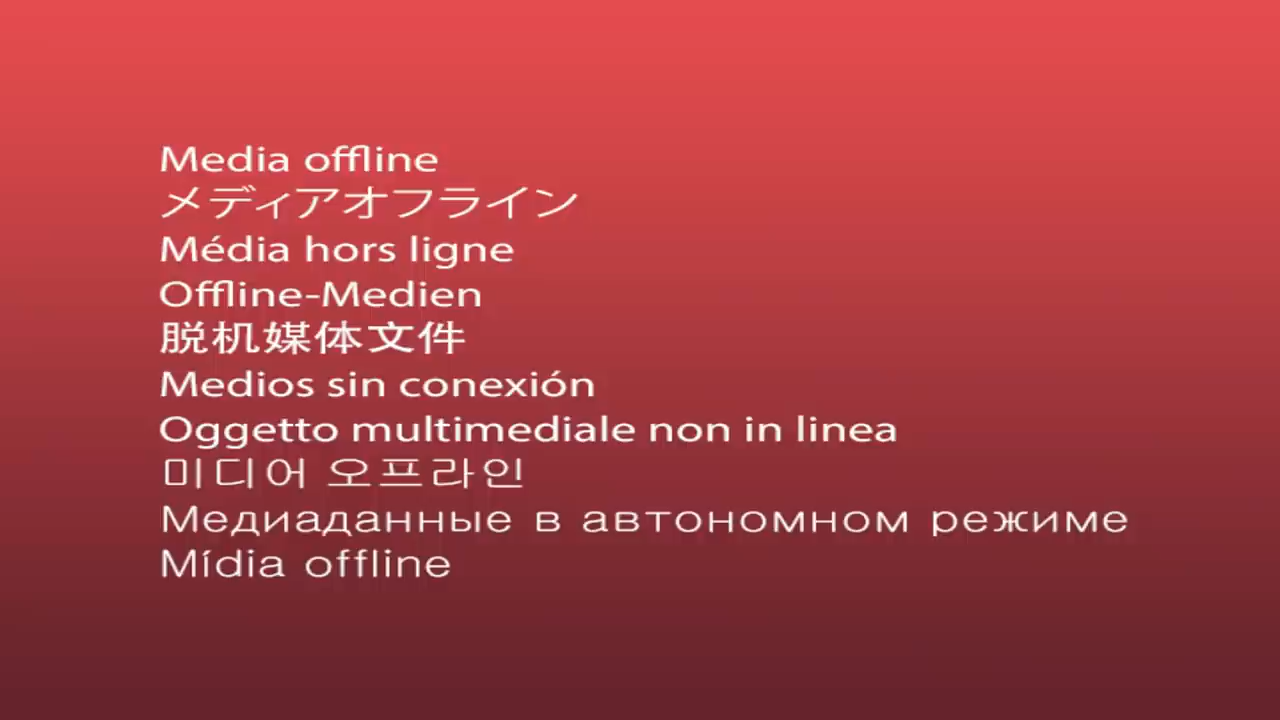 Media offline
メディアオフライン
Média hors ligne
Offline-Medien
脱机媒体文件
Medios sin conexión
Oggetto multimediale non in linea
미디어 오프라인
Медиаданные в автономном режиме
Mídia offline